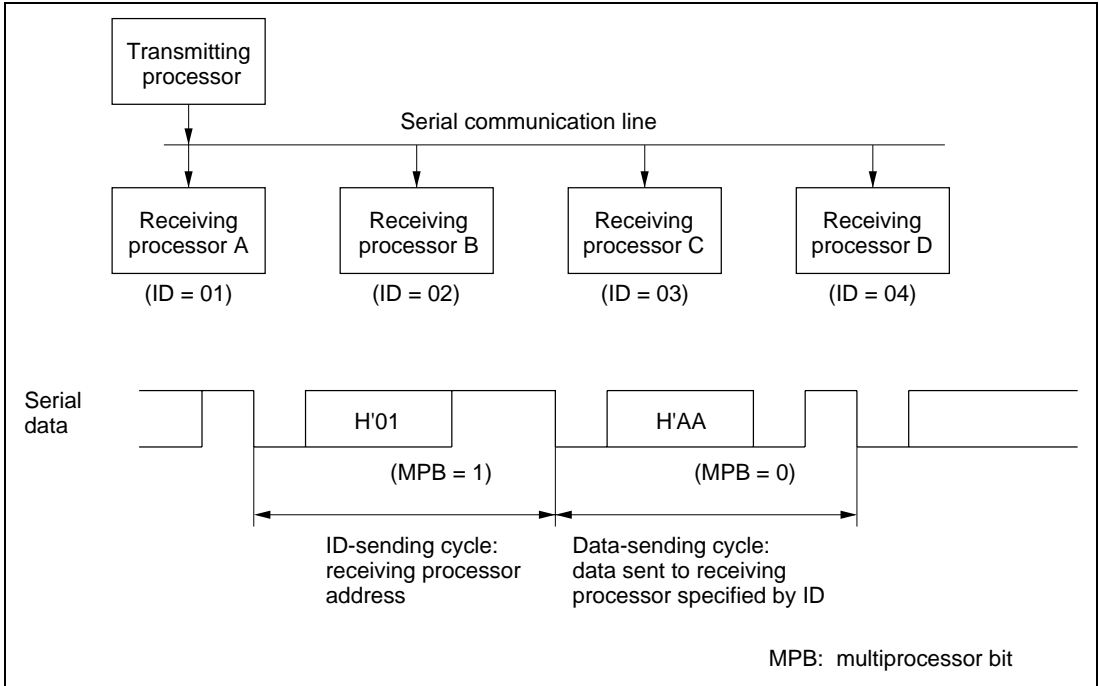 Transmitting
processor
Serial communication line
Receiving
processor A
Receiving
processor B
Receiving
processor C
Receiving
processor D
(ID = 01)
(ID = 02)
(ID = 03)
(ID = 04)
Serial
data
H'01
H'AA
(MPB = 1)
(MPB = 0)
ID-sending cycle:
receiving processor
address
Data-sending cycle:
data sent to receiving
processor specified by ID
MPB: multiprocessor bit